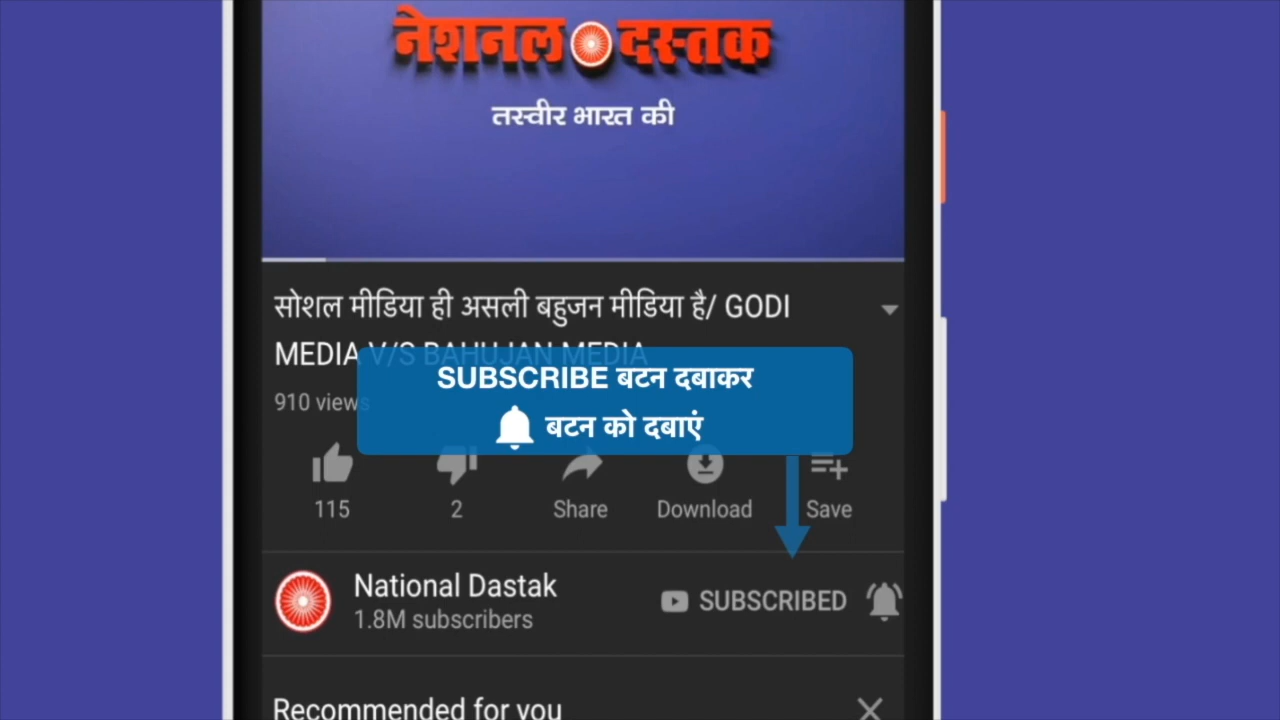 नेशनल दस्तक
तस्वीर भारत की
सोशल मीडिया ही असली बहुजन मीडिया है/ GODI
MEDIA V/S BAHUJAN MEDIA
SUBSCRIBE बटन दबाकर
910 views
बटन को दबाएं
115
2
Share
Download
Save
National Dastak
SUBSCRIBED
1.8M subscribers
Recommended for you